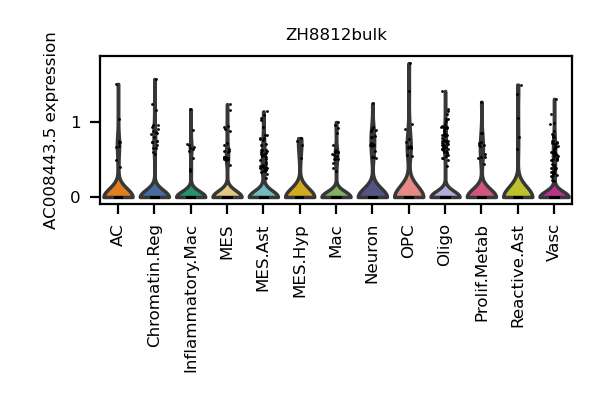 ZH8812bulk
AC008443.5 expression
1
0
AC
Chromatin.Reg
Inflammatory.Mac
MES
MES.Ast
MES.Hyp
Mac
Neuron
OPC
Oligo
Prolif.Metab
Reactive.Ast
Vasc